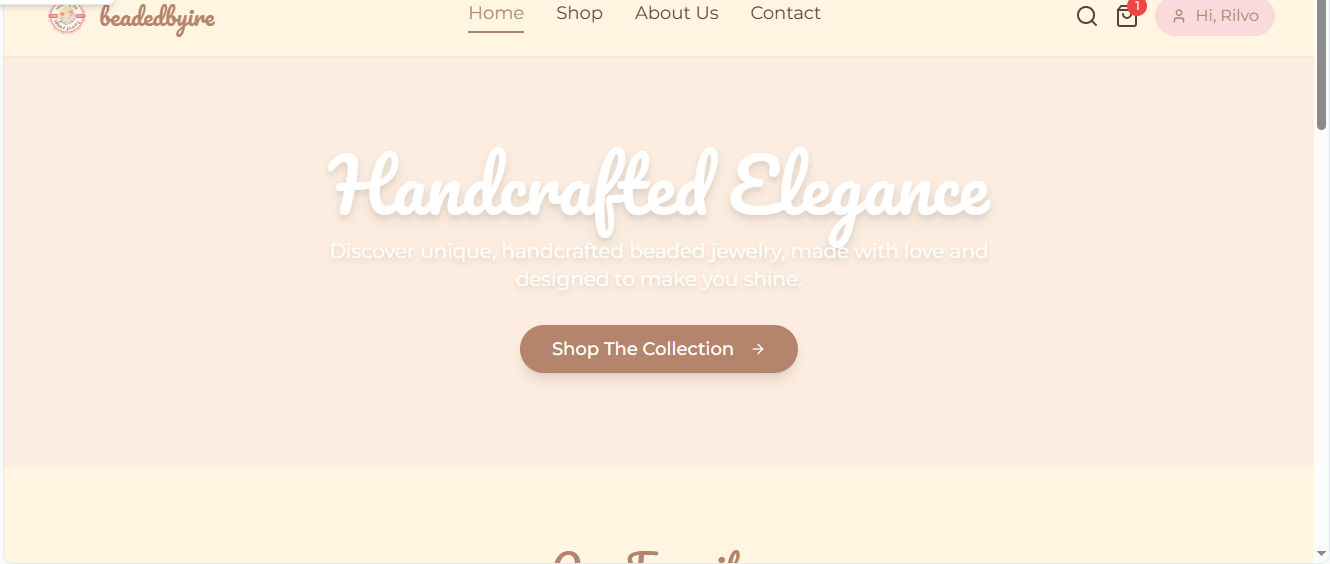 beadedbyire
Home
Shop
About Us
Contact
1
Hi, Rilvo
Handcrafted Elegance
Discover unique, handcrafted beaded jewelry, made with love and
designed to make you shine.
Shop The Collection